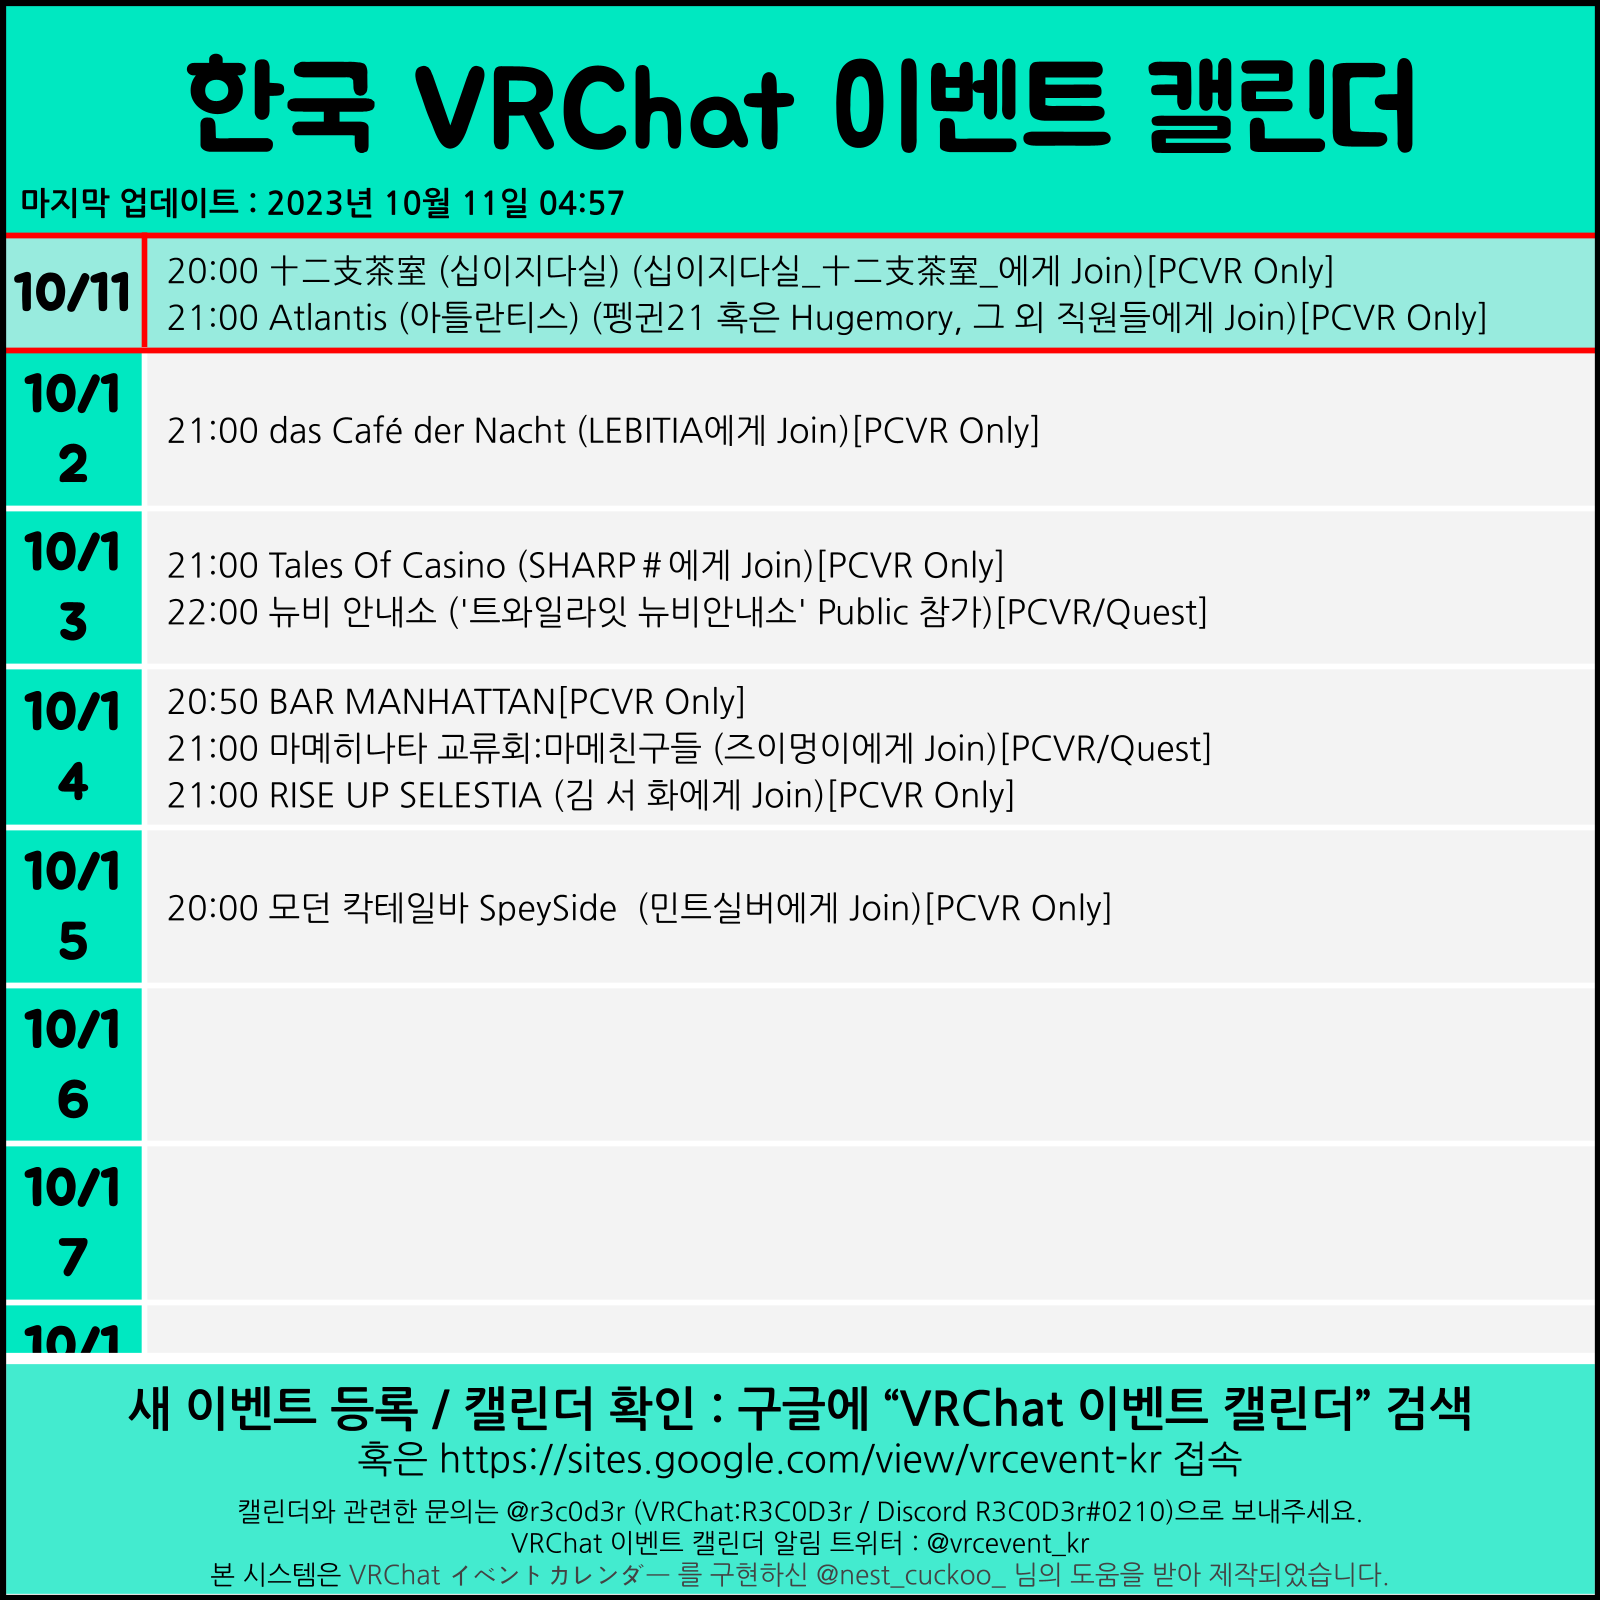 한국 VRChat 이벤트 캘린더
마지막 업데이트 : 2023년 10월 11일 04:57
10/11
20:00 十二支茶室 (십이지다실) (십이지다실_十二支茶室_에게 Join)[PCVR Only]
21:00 Atlantis (아틀란티스) (펭귄21 혹은 Hugemory, 그 외 직원들에게 Join)[PCVR Only]
10/1
2
21:00 das Café der Nacht (LEBITIA에게 Join)[PCVR Only]
10/1
3
21:00 Tales Of Casino (SHARP＃에게 Join)[PCVR Only]
22:00 뉴비 안내소 ('트와일라잇 뉴비안내소' Public 참가)[PCVR/Quest]
10/1
4
20:50 BAR MANHATTAN[PCVR Only]
21:00 마몌히나타 교류회:마메친구들 (즈이멍이에게 Join)[PCVR/Quest]
21:00 RISE UP SELESTIA (김 서 화에게 Join)[PCVR Only]
10/1
5
20:00 모던 칵테일바 SpeySide  (민트실버에게 Join)[PCVR Only]
10/1
6
10/1
7
10/1
새 이벤트 등록 / 캘린더 확인 : 구글에 “VRChat 이벤트 캘린더” 검색
혹은 https://sites.google.com/view/vrcevent-kr 접속
캘린더와 관련한 문의는 @r3c0d3r (VRChat:R3C0D3r / Discord R3C0D3r#0210)으로 보내주세요.
VRChat 이벤트 캘린더 알림 트위터 : @vrcevent_kr
본 시스템은 VRChat イベントカレンダー 를 구현하신 @nest_cuckoo_ 님의 도움을 받아 제작되었습니다.